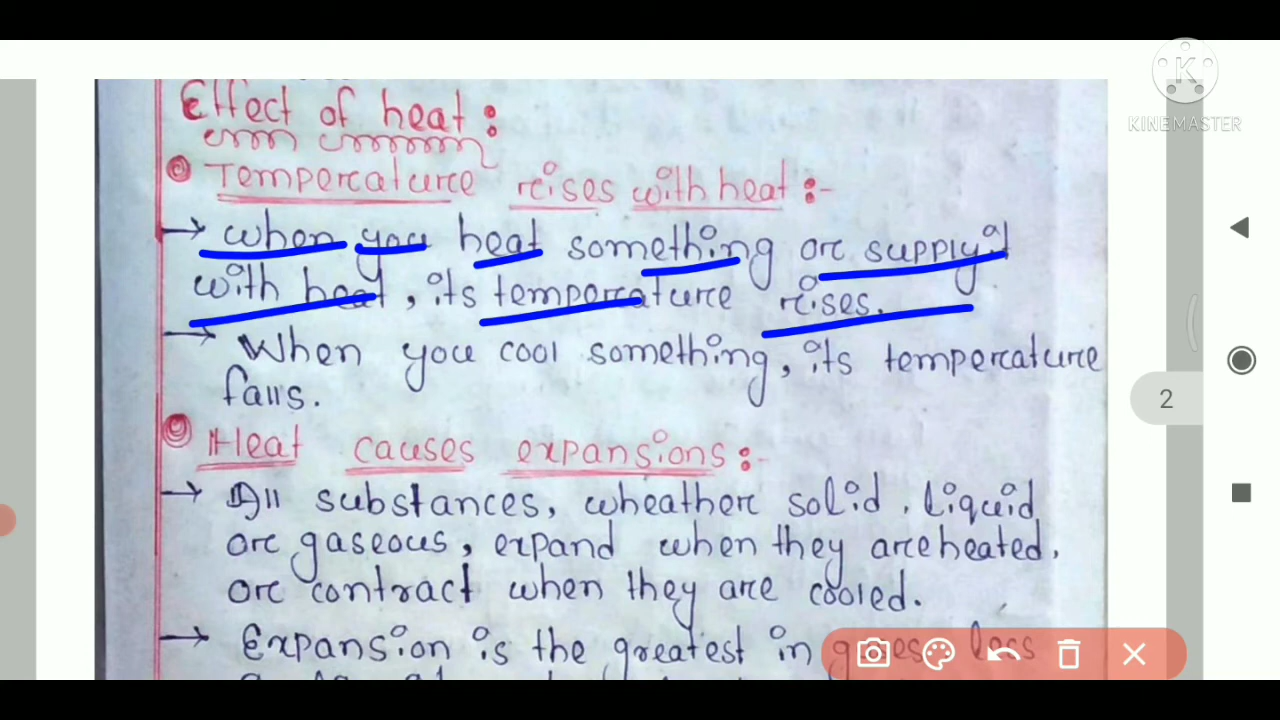 KINEMASTER
Effect of heat:
Temperature rises with heat:-
→ When you heat something or supply it
with heat, its temperature rises.
→ When you cool something, its temperature
falls.
Heat causes expansions:-
→ All substances, wheather solid, liquid
or gaseous, expand when they are heated.
or contract when they are cooled.
→ Expansion is the greatest in gases less
2